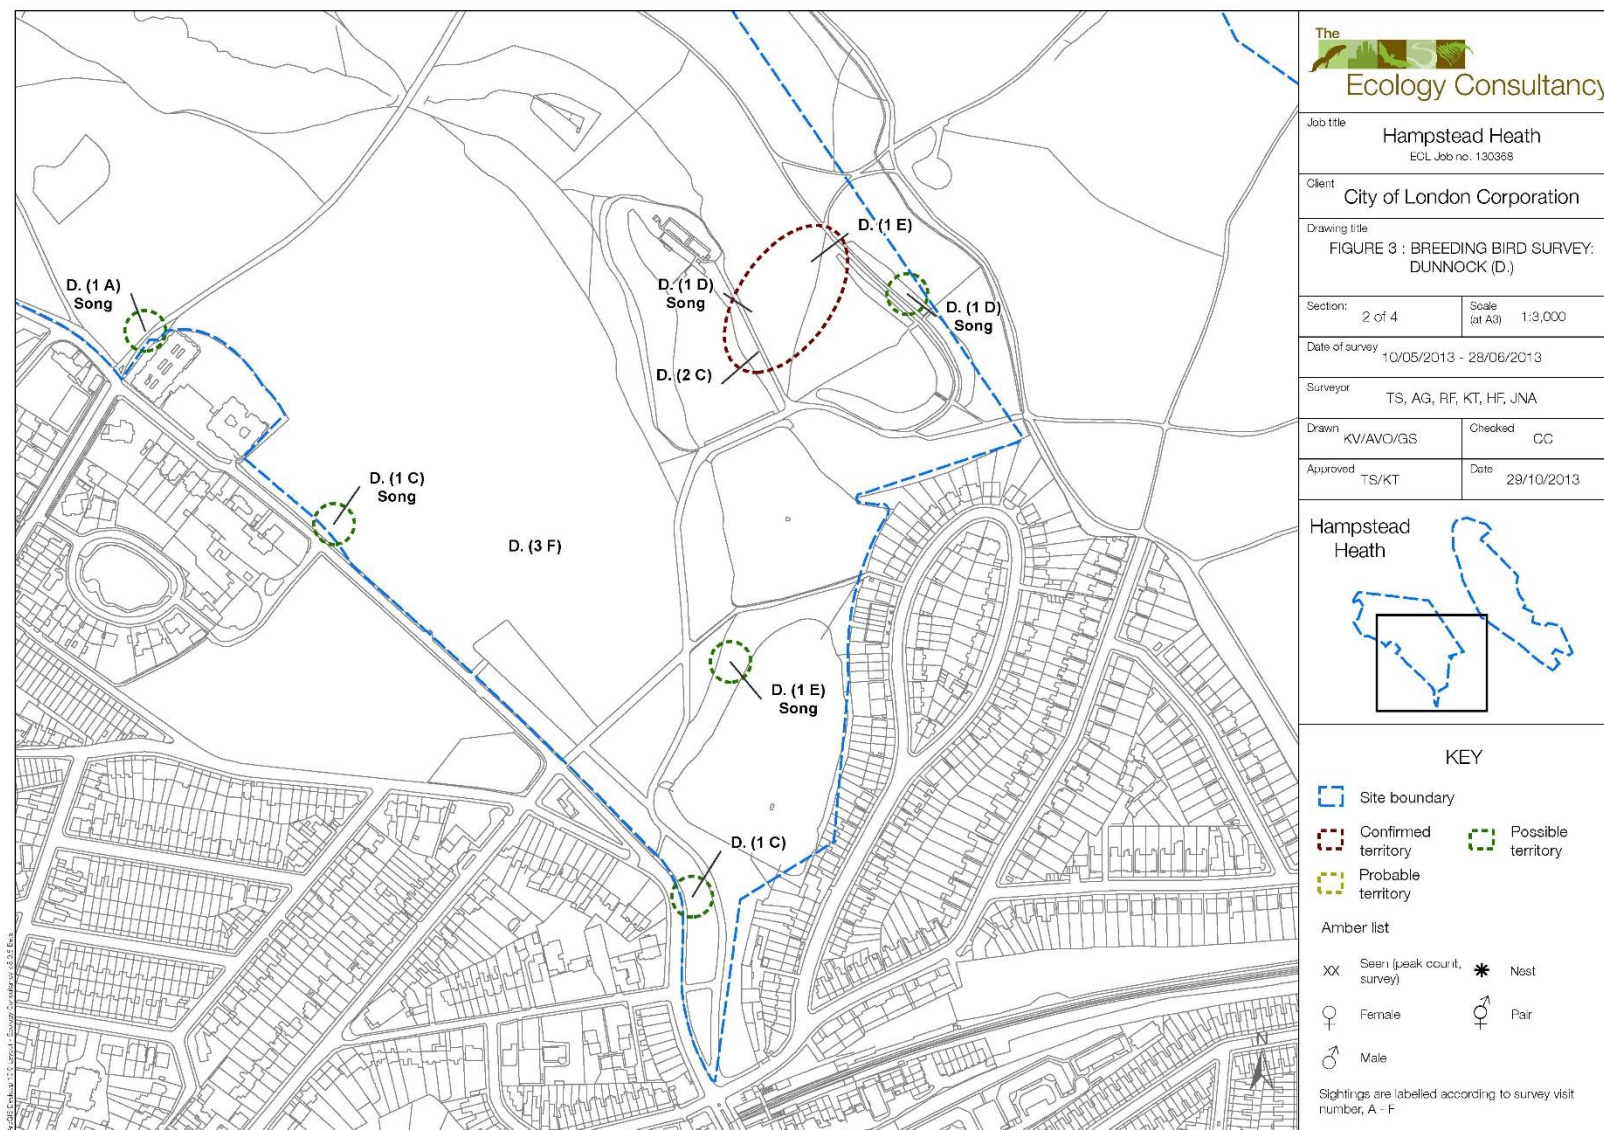 D. (1 E)
D. (1 A)
Song
D. (1 D)
Song
D. (1 D)
Song
D. (2 C)
D. (1 C)
Song
D. (3 F)
D. (1 E)
Song
D. (1 C)
N
The
Ecology Consultancy
Job title
Hampstead Heath
ECL Job no. 130368
Client
City of London Corporation
Drawing title
FIGURE 3 : BREEDING BIRD SURVEY:
DUNNOCK (D.)
Section:
2 of 4
Scale
(at A3)
1:3,000
Date of survey
10/05/2013 - 28/06/2013
Surveyor
TS, AG, RF, KT, HF, JNA
Drawn
KV/AVO/GS
Checked
CC
Approved
TS/KT
Date
29/10/2013
Hampstead
Heath
KEY
Site boundary
Confirmed
territory
Possible
territory
Probable
territory
Amber list
XX
Seen (peak count,
survey)
Nest
Female
Pair
Male
Sightings are labelled according to survey visit
number, A - F